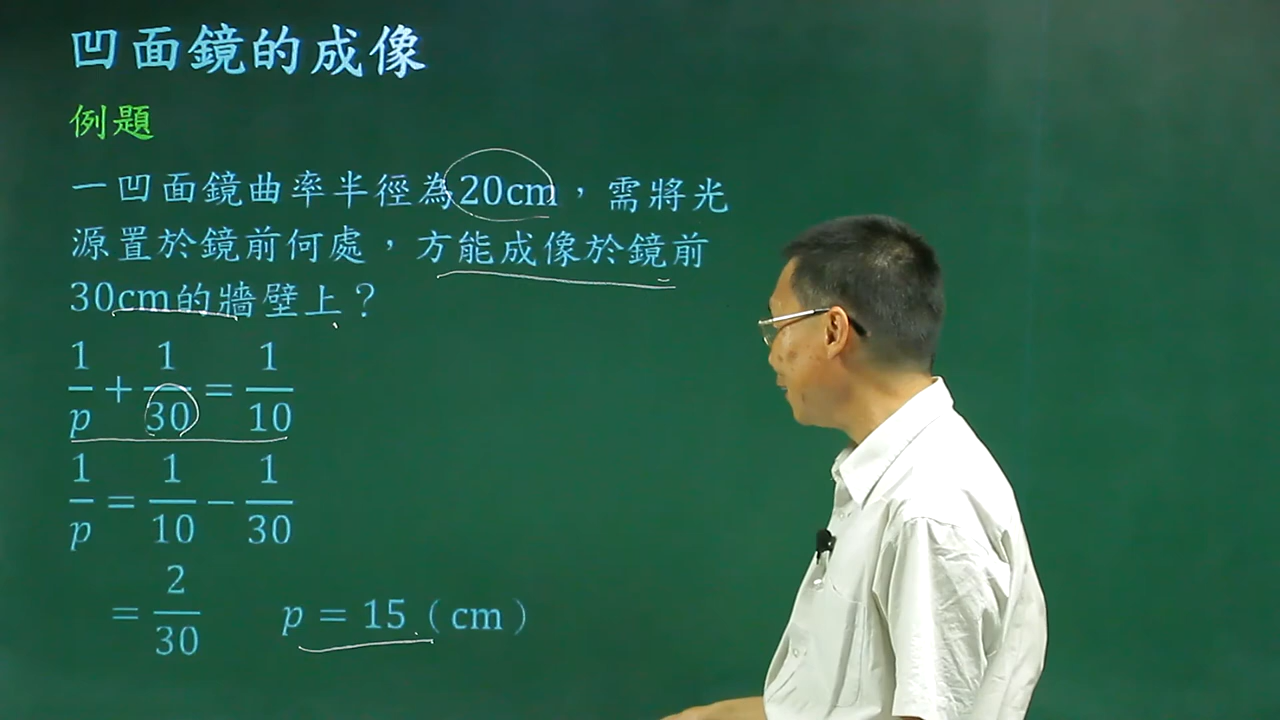 凹面鏡的成像
例題
一凹面鏡曲率半徑為20cm，需將光
源置於鏡前何處，方能成像於鏡前
30cm的牆壁上？
1/p + 1/30 = 1/10
1/p = 1/10 − 1/30
= 2/30 p = 15（cm）